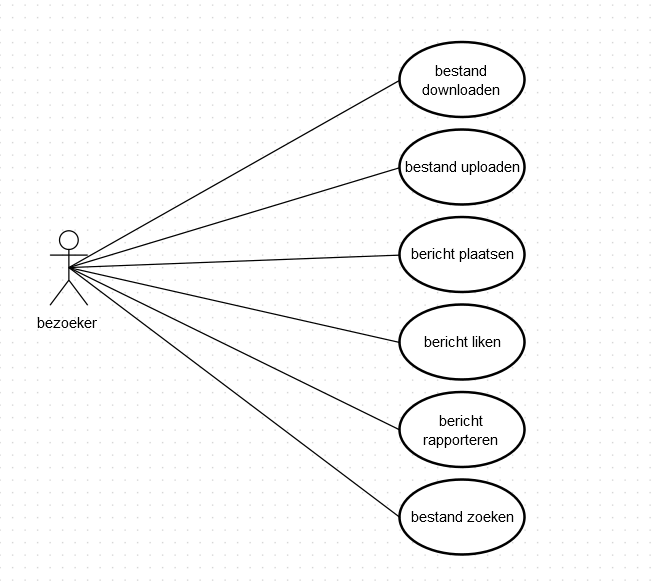 bestand
downloaden
bestand uploaden
bericht plaatsen
bezoeker
bericht liken
bericht
rapporteren
bestand zoeken